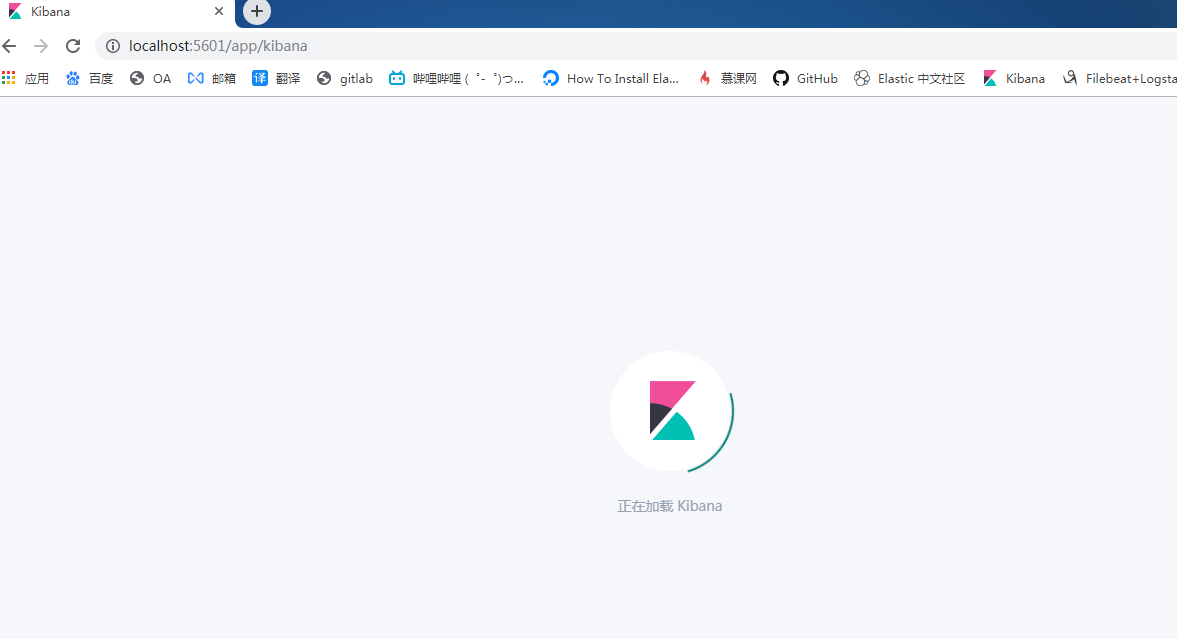 Kibana
localhost:5601/app/kibana
应用 百度 OA 邮箱 翻译 gitlab 哔哩哔哩 ( ゜- ゜)つ... How To Install Ela... 慕课网 GitHub Elastic 中文社区 Kibana Filebeat+Logsta
正在加载 Kibana